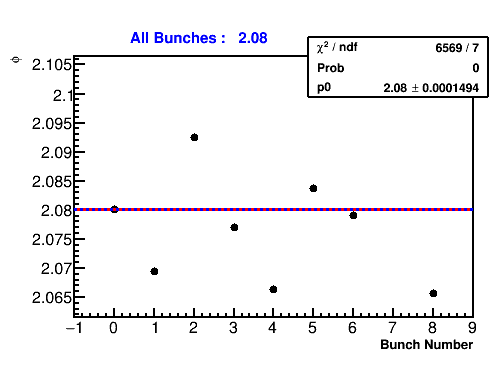 All Bunches :   2.08
χ² / ndf 6569 / 7
Prob 0
p0 2.08 ± 0.0001494
ϕ
2.105
2.1
2.095
2.09
2.085
2.08
2.075
2.07
2.065
−1 0 1 2 3 4 5 6 7 8 9
Bunch Number